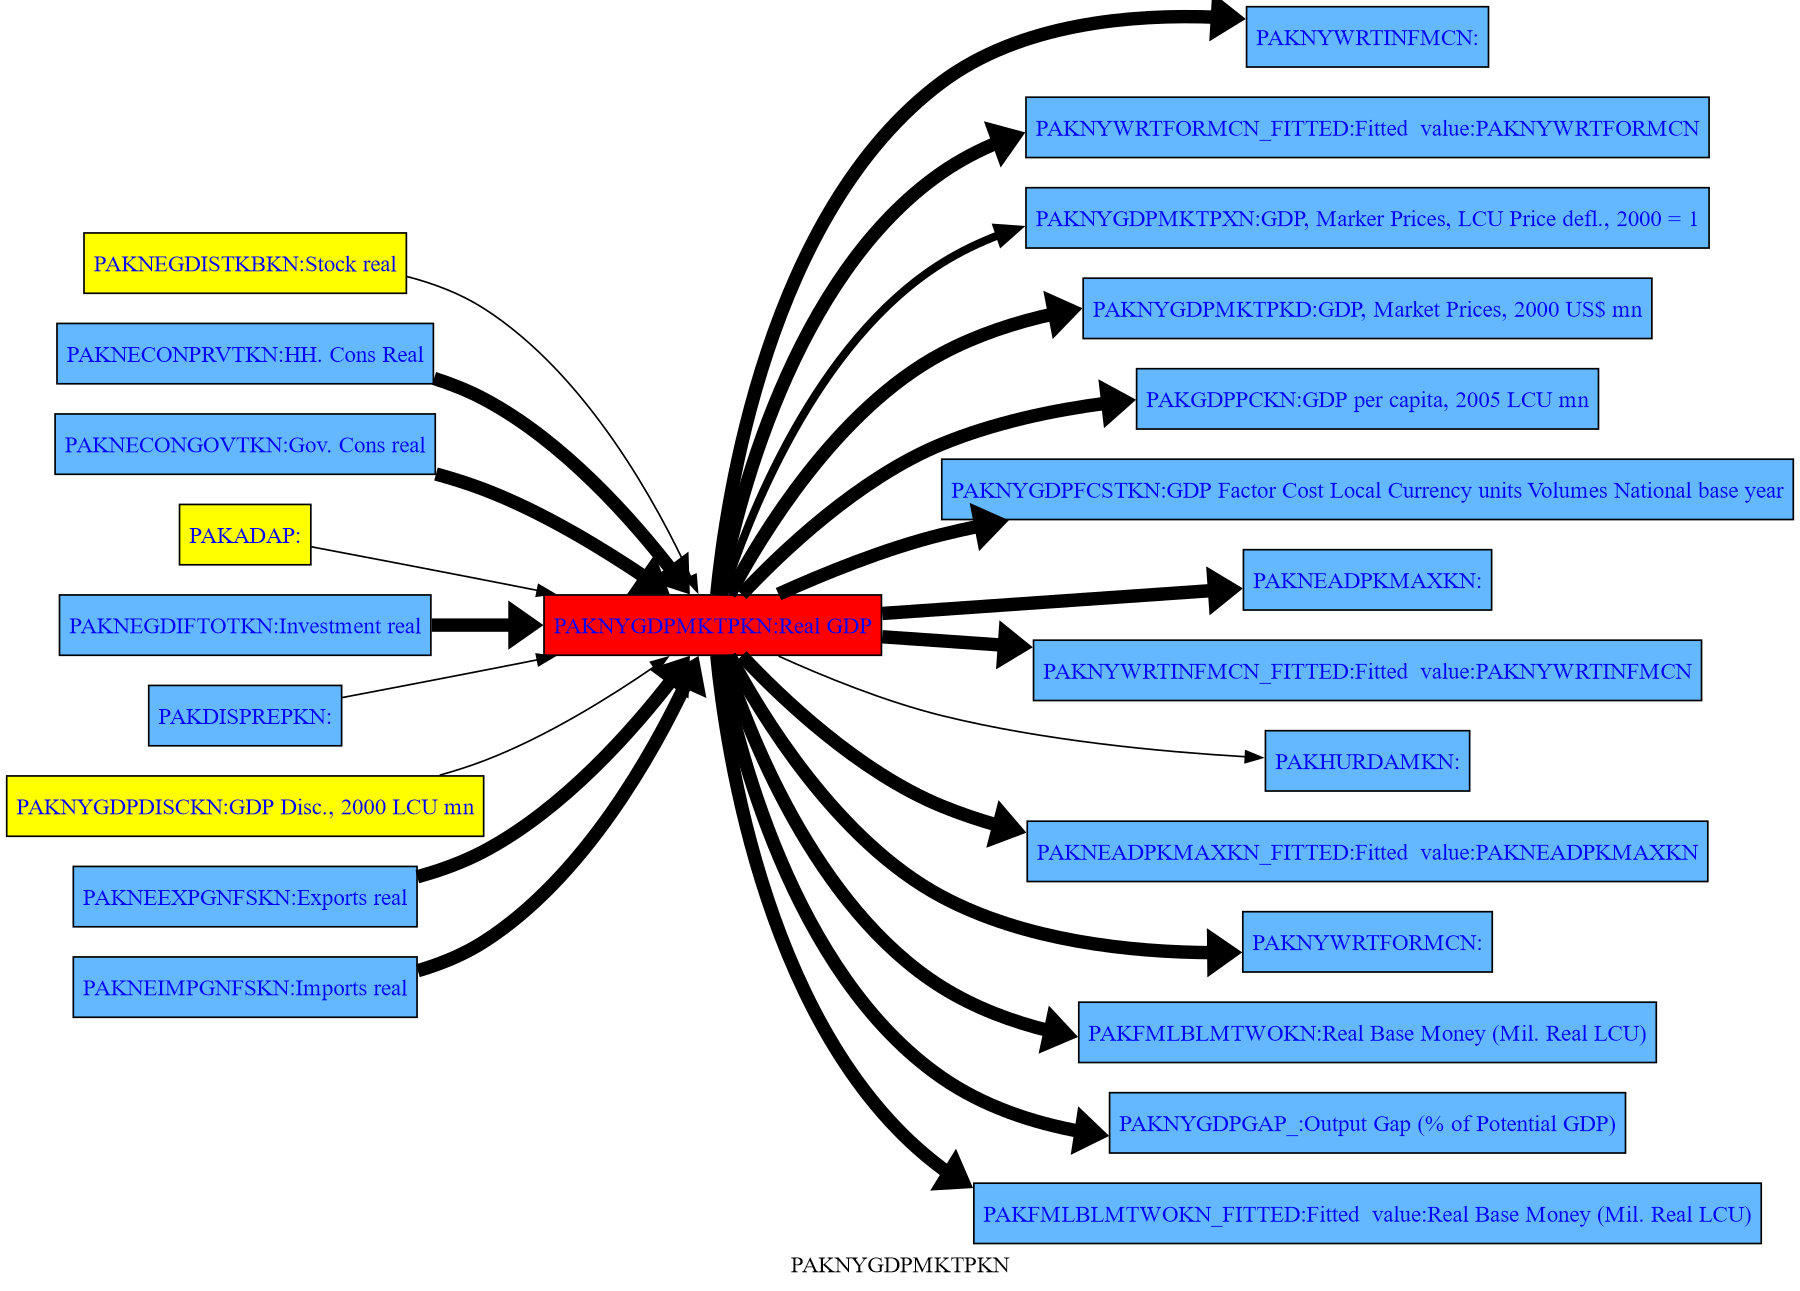 PAKNEGDISTKBKN:Stock real
PAKNECONPRVTKN:HH. Cons Real
PAKNECONGOVTKN:Gov. Cons real
PAKADAP:
PAKNEGDIFTOTKN:Investment real
PAKDISPREPKN:
PAKNYGDPDISCKN:GDP Disc., 2000 LCU mn
PAKNEEXPGNFSKN:Exports real
PAKNEIMPGNFSKN:Imports real
PAKNYGDPMKTPKN:Real GDP
PAKNYWRTINFMCN:
PAKNYWRTFORMCN_FITTED:Fitted  value:PAKNYWRTFORMCN
PAKNYGDPMKTPXN:GDP, Marker Prices, LCU Price defl., 2000 = 1
PAKNYGDPMKTPKD:GDP, Market Prices, 2000 US$ mn
PAKGDPPCKN:GDP per capita, 2005 LCU mn
PAKNYGDPFCSTKN:GDP Factor Cost Local Currency units Volumes National base year
PAKNEADPKMAXKN:
PAKNYWRTINFMCN_FITTED:Fitted  value:PAKNYWRTINFMCN
PAKHURDAMKN:
PAKNEADPKMAXKN_FITTED:Fitted  value:PAKNEADPKMAXKN
PAKNYWRTFORMCN:
PAKFMLBLMTWOKN:Real Base Money (Mil. Real LCU)
PAKNYGDPGAP_:Output Gap (% of Potential GDP)
PAKFMLBLMTWOKN_FITTED:Fitted  value:Real Base Money (Mil. Real LCU)
PAKNYGDPMKTPKN